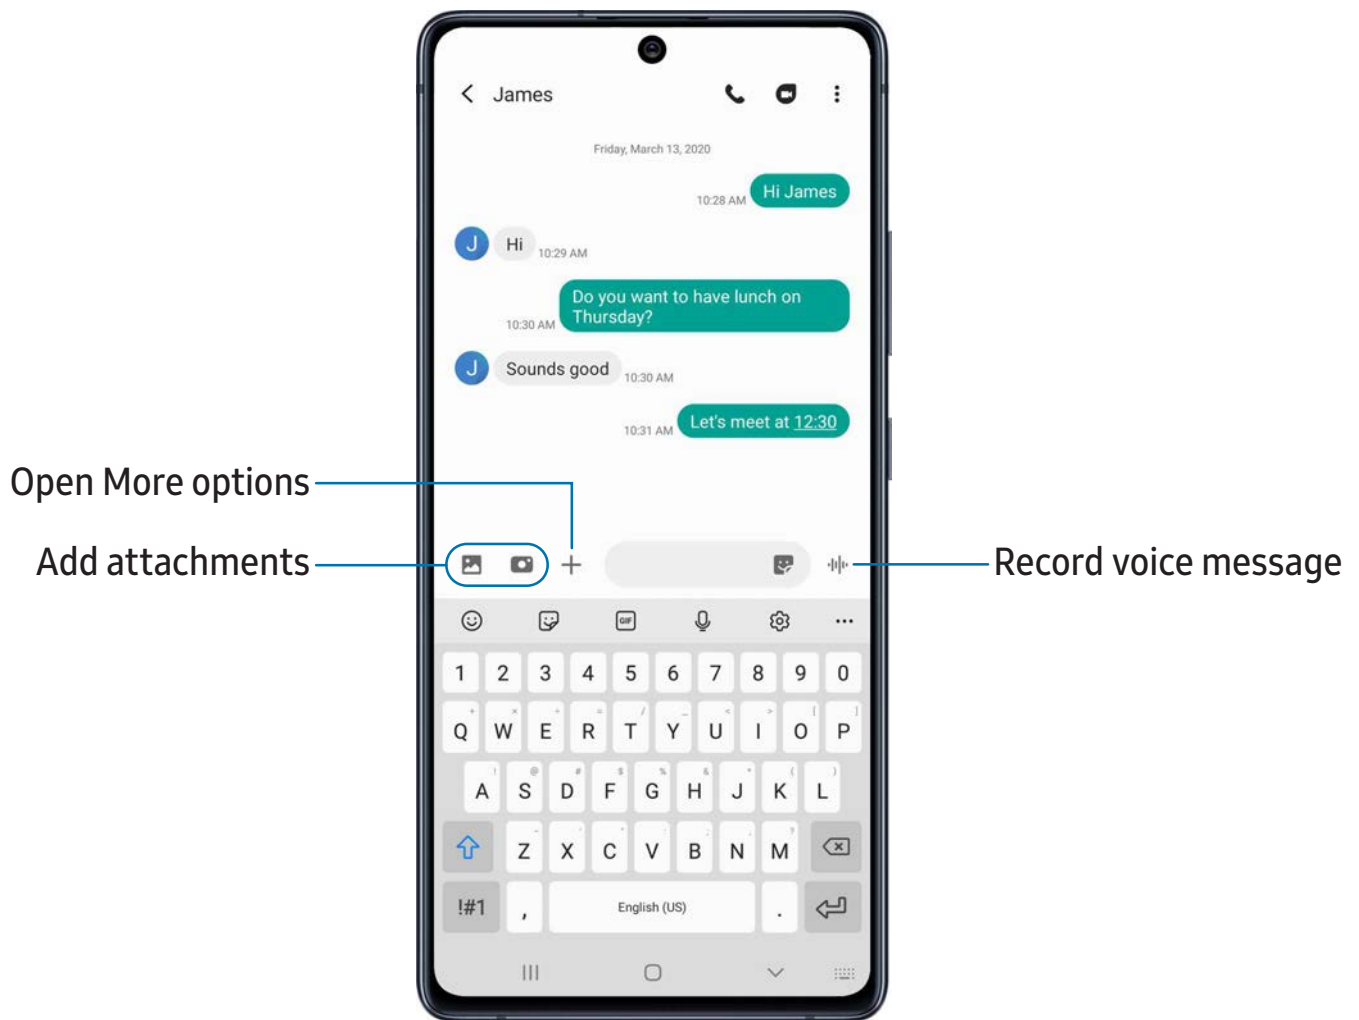 James
Friday, March 13, 2020
10:28 AM Hi James
J Hi 10:29 AM
Do you want to have lunch on
10:30 AM Thursday?
J Sounds good 10:30 AM
10:31 AM Let's meet at 12:30
Open More options
Add attachments
Record voice message
GIF
1 2 3 4 5 6 7 8 9 0
Q W E R T Y U I O P
A S D F G H J K L
Z X C V B N M
!#1 , English (US) .